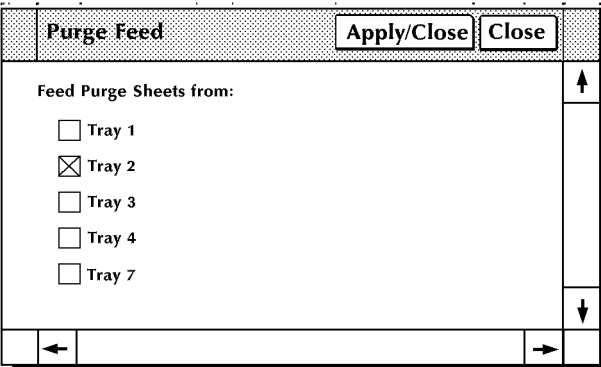 Purge Feed Apply/Close Close
Feed Purge Sheets from:
Tray 1
Tray 2
Tray 3
Tray 4
Tray 7